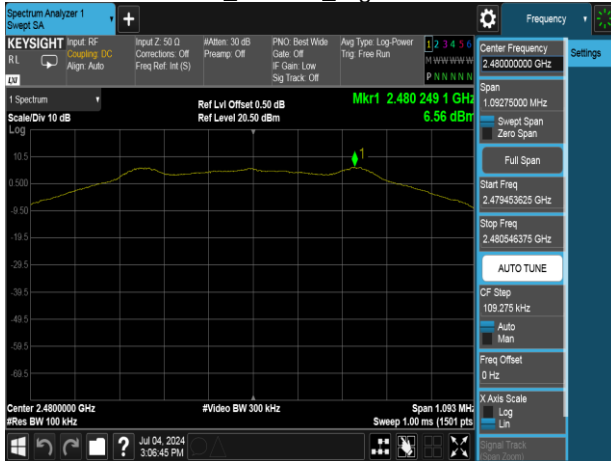 Spectrum Analyzer 1
Swept SA
+
Frequency
KEYSIGHT
RL
LXI
Input: RF
Coupling: DC
Align: Auto
Input Z: 50 Ω
Corrections: Off
Freq Ref: Int (S)
#Atten: 30 dB
Preamp: Off
PNO: Best Wide
Gate: Off
IF Gain: Low
Sig Track: Off
Avg Type: Log-Power
Trig: Free Run
1 2 3 4 5 6
M W W W W W
P N N N N N
Center Frequency
2.480000000 GHz
Settings
Span
1.09275000 MHz
Swept Span
Zero Span
Full Span
Start Freq
2.479453625 GHz
Stop Freq
2.480546375 GHz
AUTO TUNE
CF Step
109.275 kHz
Auto
Man
Freq Offset
0 Hz
X Axis Scale
Log
Lin
Signal Track
(Span Zoom)
1 Spectrum
Scale/Div 10 dB
Log
Ref Lvl Offset 0.50 dB
Ref Level 20.50 dBm
Mkr1 2.480 249 1 GHz
6.56 dBm
1
10.5
0.500
-9.50
-19.5
-29.5
-39.5
-49.5
-59.5
-69.5
Center 2.4800000 GHz
#Video BW 300 kHz
Span 1.093 MHz
#Res BW 100 kHz
Sweep 1.00 ms (1501 pts)
?
Jul 04, 2024
3:06:45 PM